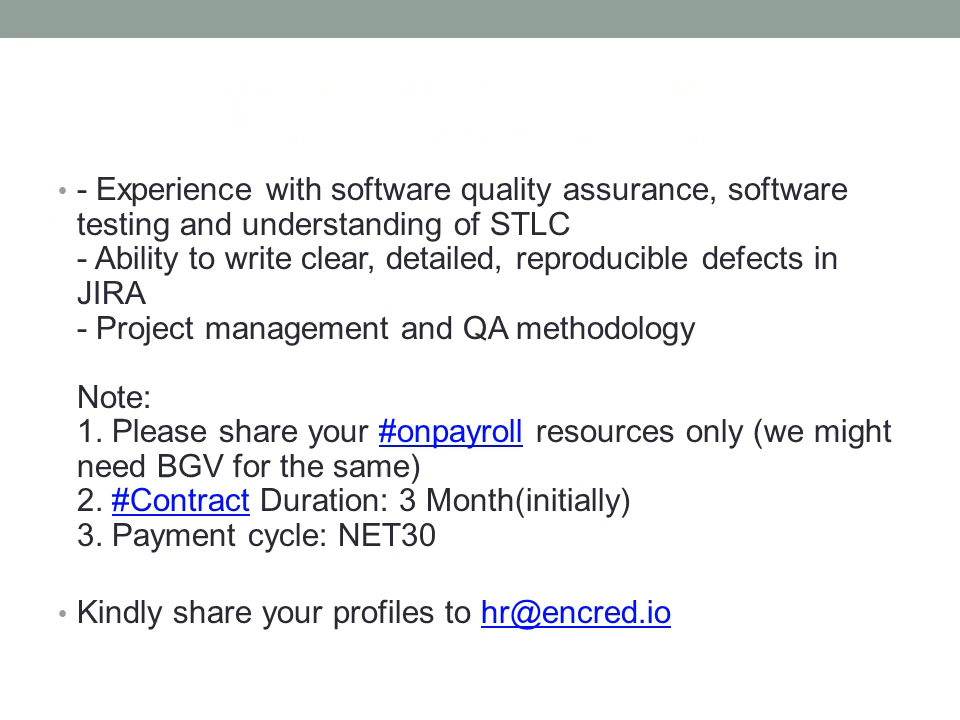 • - Experience with software quality assurance, software
testing and understanding of STLC
- Ability to write clear, detailed, reproducible defects in
JIRA
- Project management and QA methodology
Note:
1. Please share your #onpayroll resources only (we might
need BGV for the same)
2. #Contract Duration: 3 Month(initially)
3. Payment cycle: NET30
• Kindly share your profiles to hr@encred.io